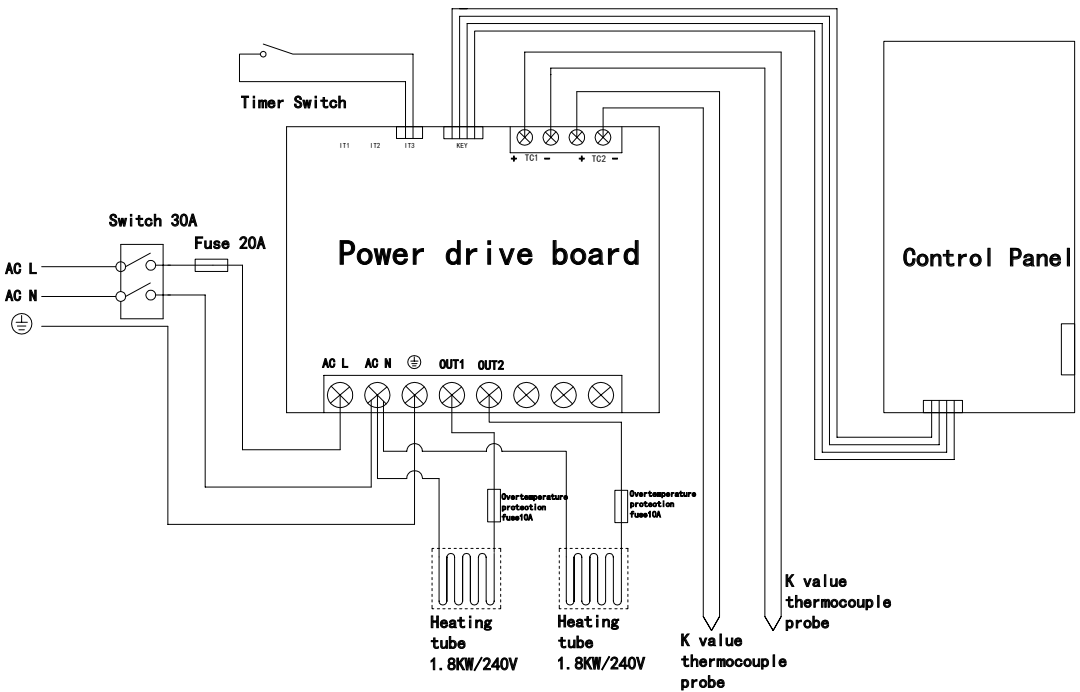 Timer Switch
IT1 IT2 IT3 KEY
+ TC1 - + TC2 -
Switch 30A
Fuse 20A
Power drive board
Control Panel
AC L
AC N
AC L AC N OUT1 OUT2
Overtemperature
protection
fuse10A
Overtemperature
protection
fuse10A
K value
thermocouple
probe
Heating
tube
1.8KW/240V
Heating
tube
1.8KW/240V
K value
thermocouple
probe